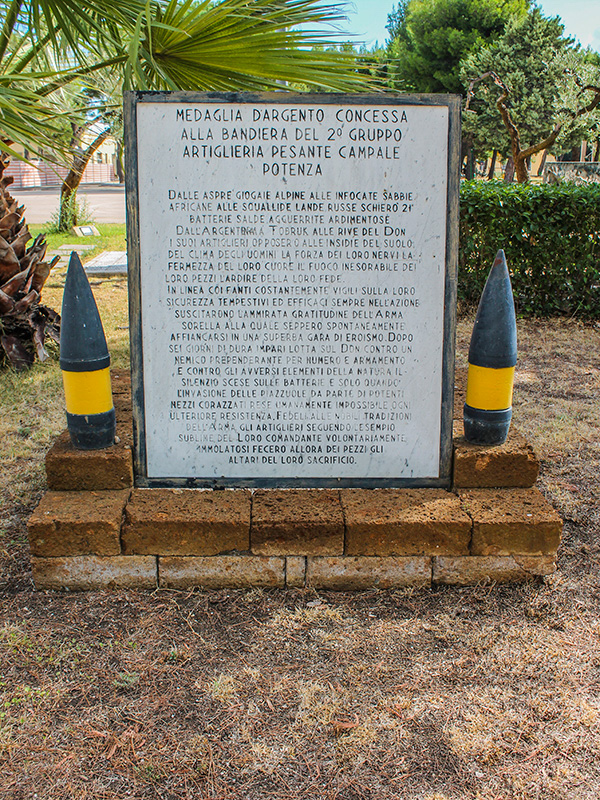 MEDAGLIA D'ARGENTO CONCESSA
ALLA BANDIERA DEL 2° GRUPPO
ARTIGLIERIA PESANTE CAMPALE
POTENZA
DALLE ASPRE GIOGAIE ALPINE ALLE INFOCATE SABBIE
AFRICANE ALLE SQUALLIDE LANDE RUSSE SCHIERÒ 21
BATTERIE SALDE AGGUERRITE ARDIMENTOSE
DALL'ARGENTINA A TOBRUK ALLE RIVE DEL DON
I SUOI ARTIGLIERI OPPOSERO ALLE INSIDIE DEL SUOLO
DEL CLIMA DEGLI UOMINI LA FORZA DEI LORO NERVI LA
FERMEZZA DEL LORO CUORE IL FUOCO INESORABILE DEI
LORO PEZZI L'ARDIRE DELLA LORO FEDE.
IN LINEA COI FANTI COSTANTEMENTE VIGILI SULLA LORO
SICUREZZA TEMPESTIVI ED EFFICACI SEMPRE NELL'AZIONE
SUSCITARONO L'AMMIRATA GRATITUDINE DELL'ARMA
SORELLA ALLA QUALE SEPPERO SPONTANEAMENTE
AFFIANCARSI IN UNA SUPERBA GARA DI EROISMO. DOPO
SEI GIORNI DI DURA IMPARI LOTTA SUL DON CONTRO UN
NEMICO PREPONDERANTE PER NUMERO E ARMAMENTO
E CONTRO GLI AVVERSI ELEMENTI DELLA NATURA IL
SILENZIO SCESE SULLE BATTERIE E SOLO QUANDO
L'INVASIONE DELLE PIAZZUOLE DA PARTE DI POTENTI
MEZZI CORAZZATI RESE UMANAMENTE IMPOSSIBILE OGNI
ULTERIORE RESISTENZA, FEDELI ALLE NOBILI TRADIZIONI
DELL'ARMA, GLI ARTIGLIERI SEGUENDO L'ESEMPIO
SUBLIME DEL LORO COMANDANTE VOLONTARIAMENTE
IMMOLATOSI FECERO ALLORA DEI PEZZI GLI
ALTARI DEL LORO SACRIFICIO.